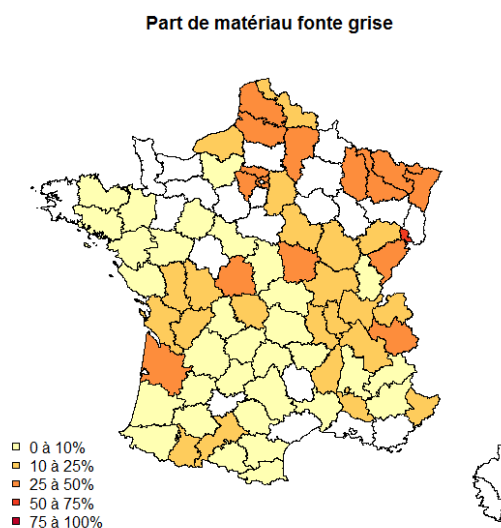 Part de matériau fonte grise
0 à 10%
10 à 25%
25 à 50%
50 à 75%
75 à 100%